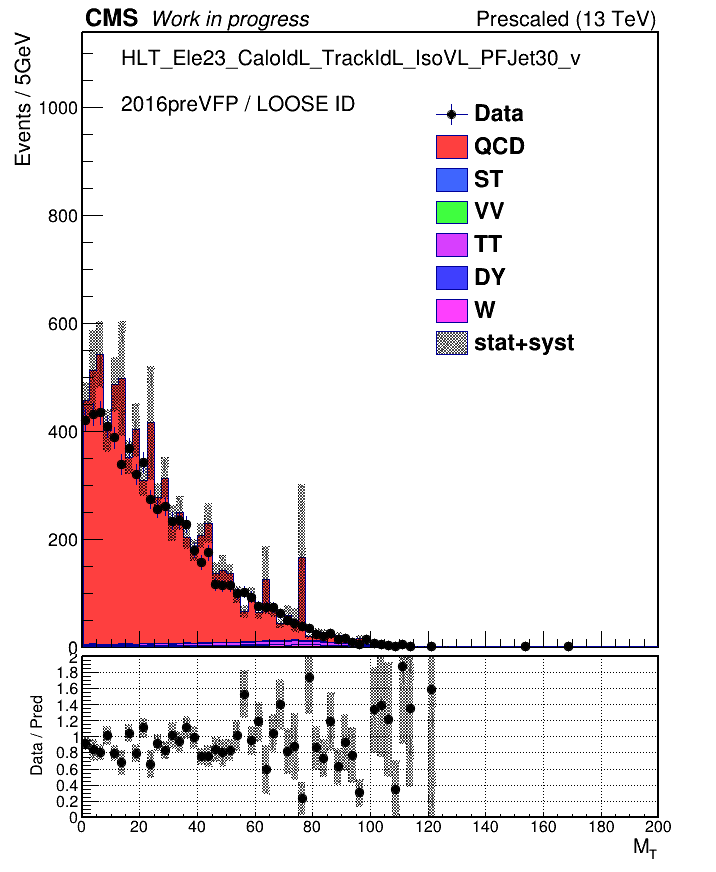 CMS Work in progress Prescaled (13 TeV)
Events / 5GeV
HLT_Ele23_CaloIdL_TrackIdL_IsoVL_PFJet30_v
2016preVFP / LOOSE ID
Data
QCD
ST
VV
TT
DY
W
stat+syst
1000
800
600
400
200
0
Data / Pred
2
1.8
1.6
1.4
1.2
1
0.8
0.6
0.4
0.2
0
0 20 40 60 80 100 120 140 160 180 200
M_T